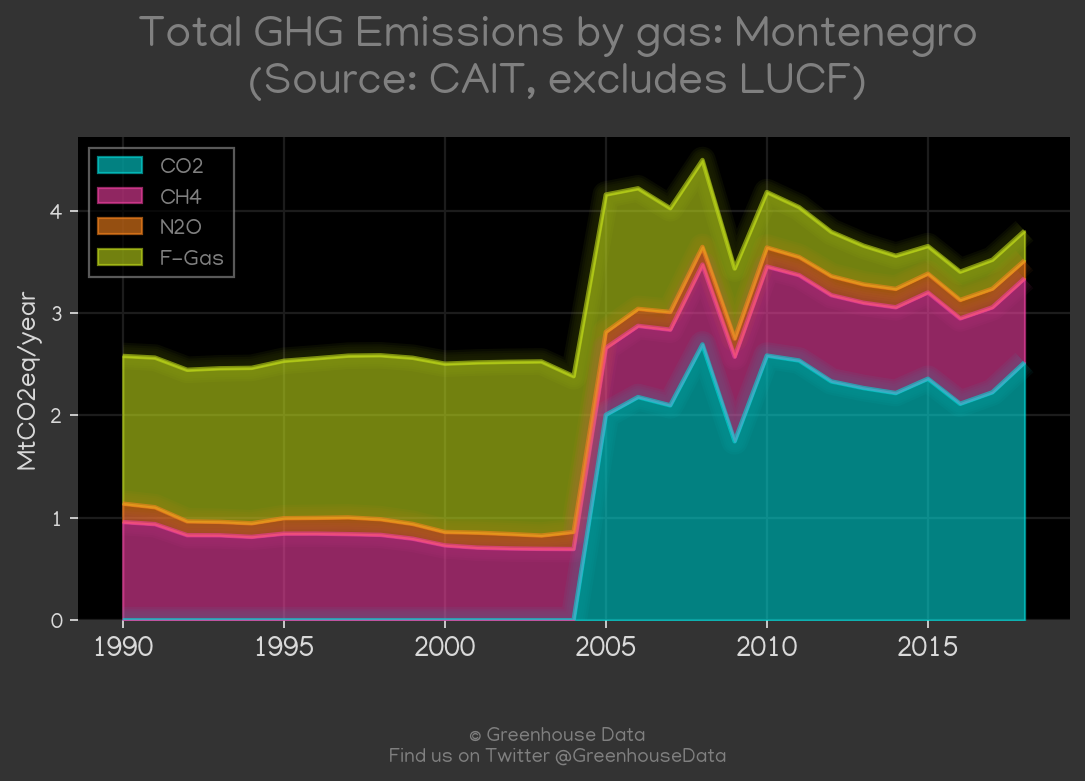 Total GHG Emissions by gas: Montenegro
(Source: CAIT, excludes LUCF)
CO2
CH4
N2O
F-Gas
MtCO2eq/year
4
3
2
1
0
1990 1995 2000 2005 2010 2015
© Greenhouse Data
Find us on Twitter @GreenhouseData